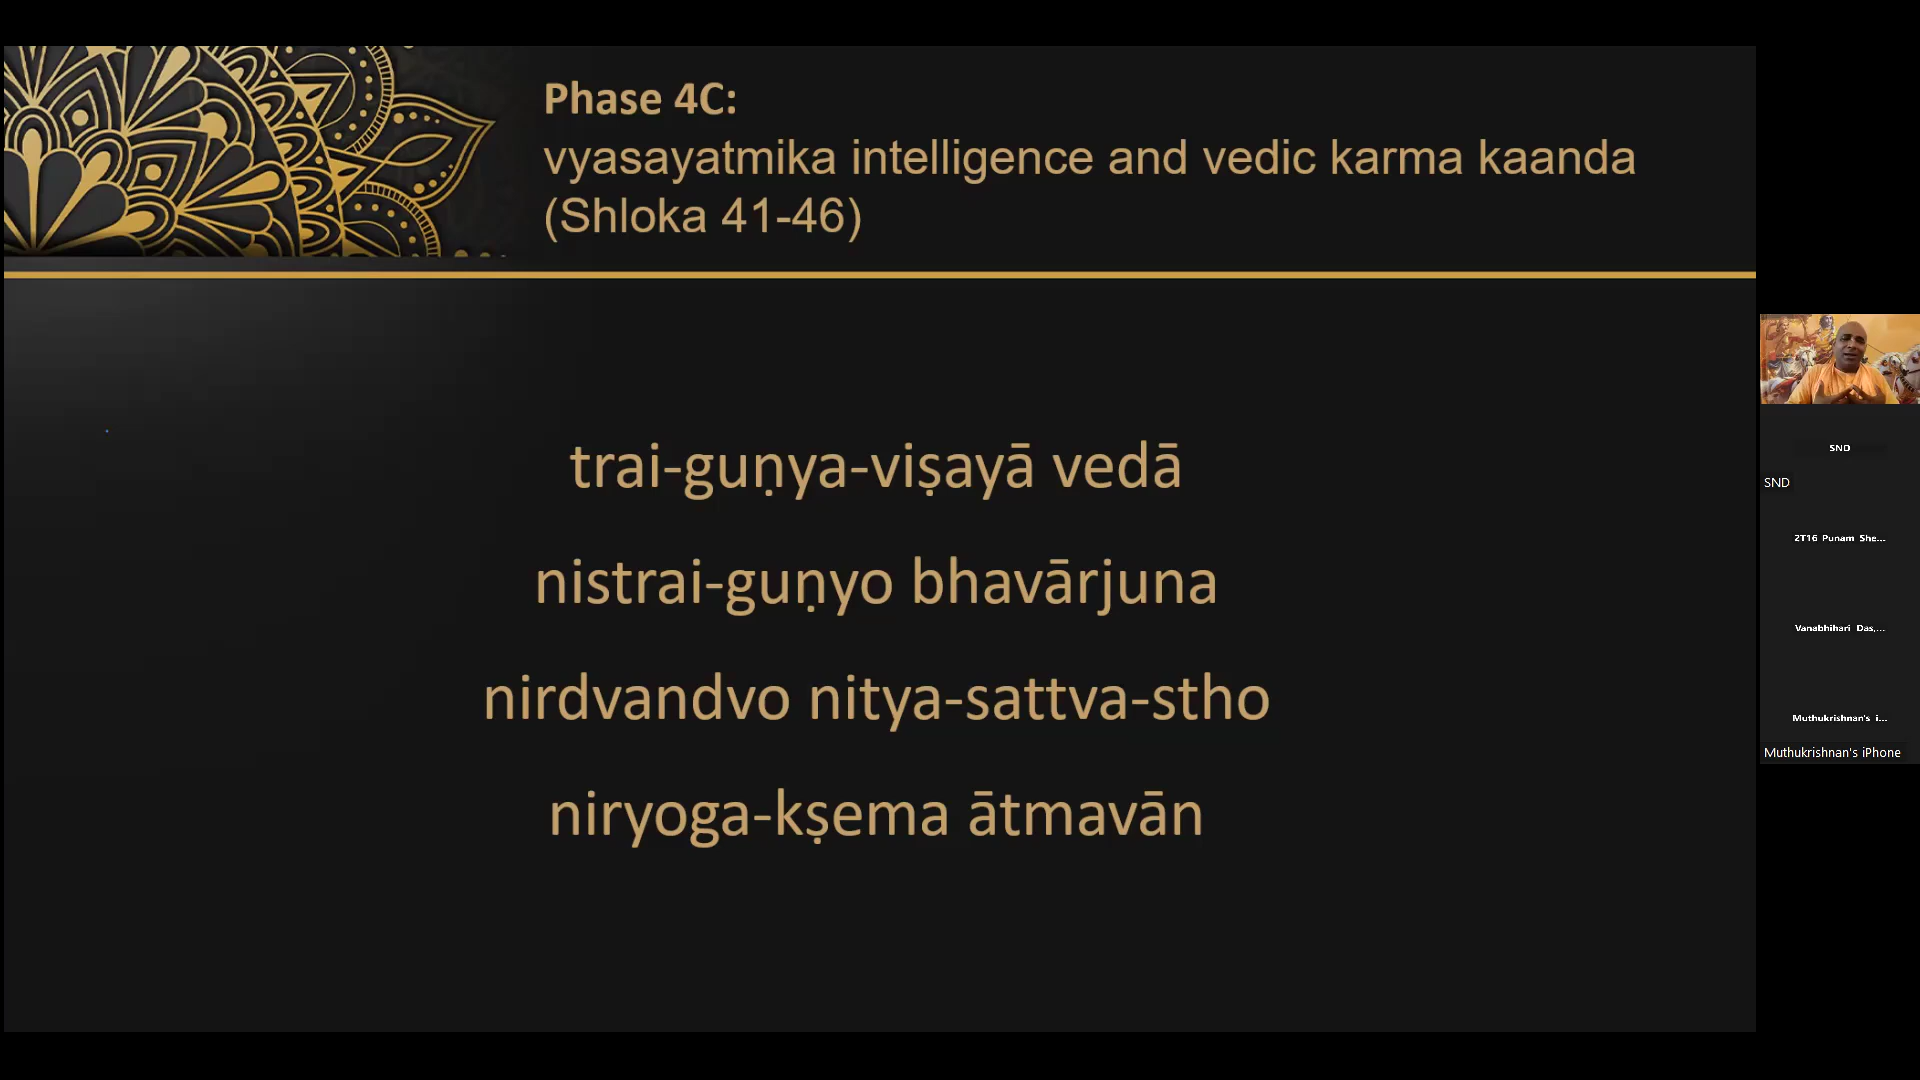 Phase 4C:
vyasayatmika intelligence and vedic karma kaanda
(Shloka 41-46)
trai-guṇya-viṣayā vedā
nistrai-guṇyo bhavārjuna
nirdvandvo nitya-sattva-stho
niryoga-kṣema ātmavān
SND
SND
2T16 Punam She...
Vanabhihari Das,...
Muthukrishnan's i...
Muthukrishnan's iPhone